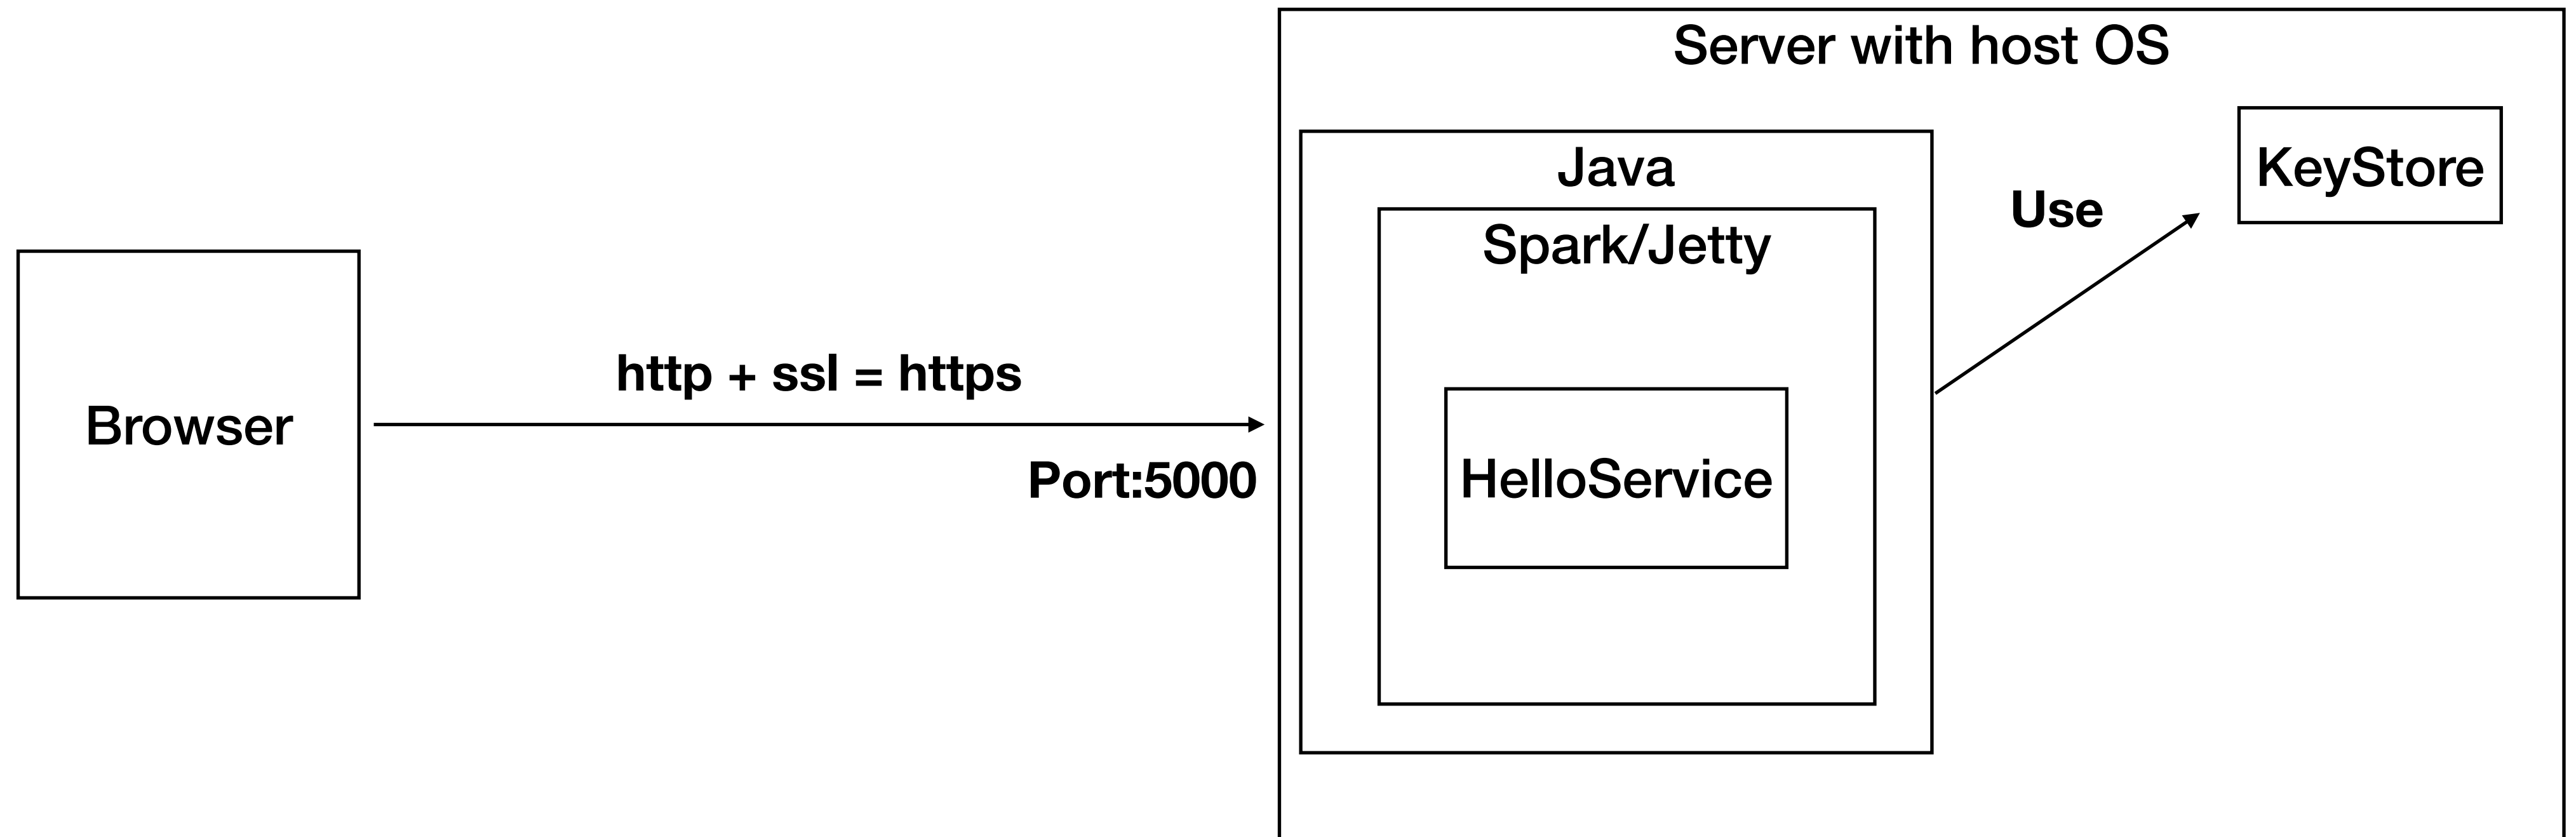 Server with host OS
Java
KeyStore
Use
Spark/Jetty
http + ssl = https
Browser
Port:5000
HelloService